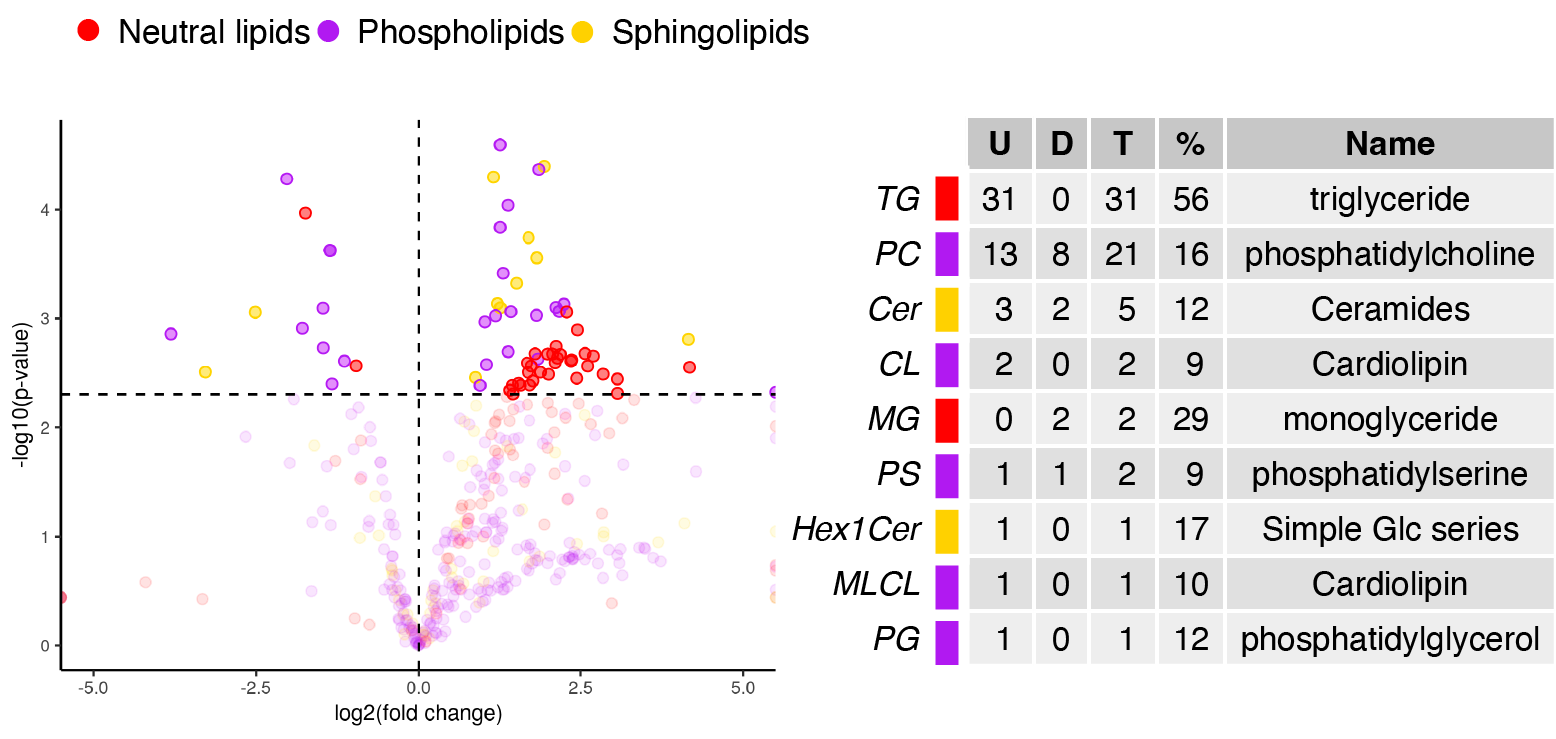 Neutral lipids Phospholipids Sphingolipids
-log10(p-value)
4
3
2
1
0
-5.0 -2.5 0.0 2.5 5.0
log2(fold change)
U D T % Name
TG 31 0 31 56 triglyceride
PC 13 8 21 16 phosphatidylcholine
Cer 3 2 5 12 Ceramides
CL 2 0 2 9 Cardiolipin
MG 0 2 2 29 monoglyceride
PS 1 1 2 9 phosphatidylserine
Hex1Cer 1 0 1 17 Simple Glc series
MLCL 1 0 1 10 Cardiolipin
PG 1 0 1 12 phosphatidylglycerol